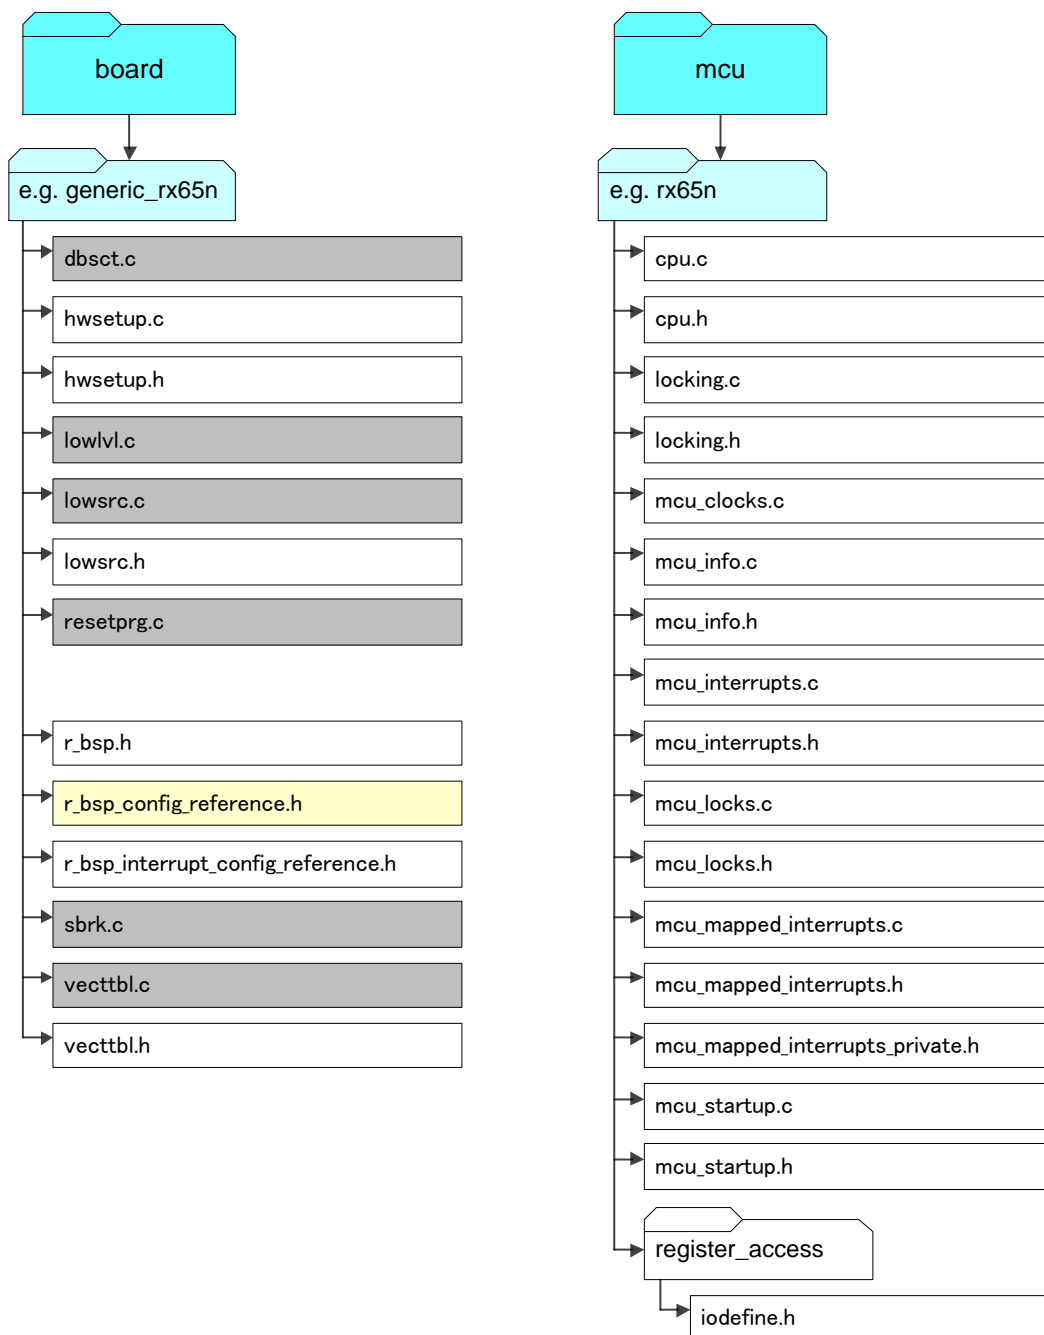 board
e.g. generic_rx65n
dbsct.c
hwsetup.c
hwsetup.h
lowlvl.c
lowsrc.c
lowsrc.h
resetprg.c
r_bsp.h
r_bsp_config_reference.h
r_bsp_interrupt_config_reference.h
sbrk.c
vecttbl.c
vecttbl.h
mcu
e.g. rx65n
cpu.c
cpu.h
locking.c
locking.h
mcu_clocks.c
mcu_info.c
mcu_info.h
mcu_interrupts.c
mcu_interrupts.h
mcu_locks.c
mcu_locks.h
mcu_mapped_interrupts.c
mcu_mapped_interrupts.h
mcu_mapped_interrupts_private.h
mcu_startup.c
mcu_startup.h
register_access
iodefine.h